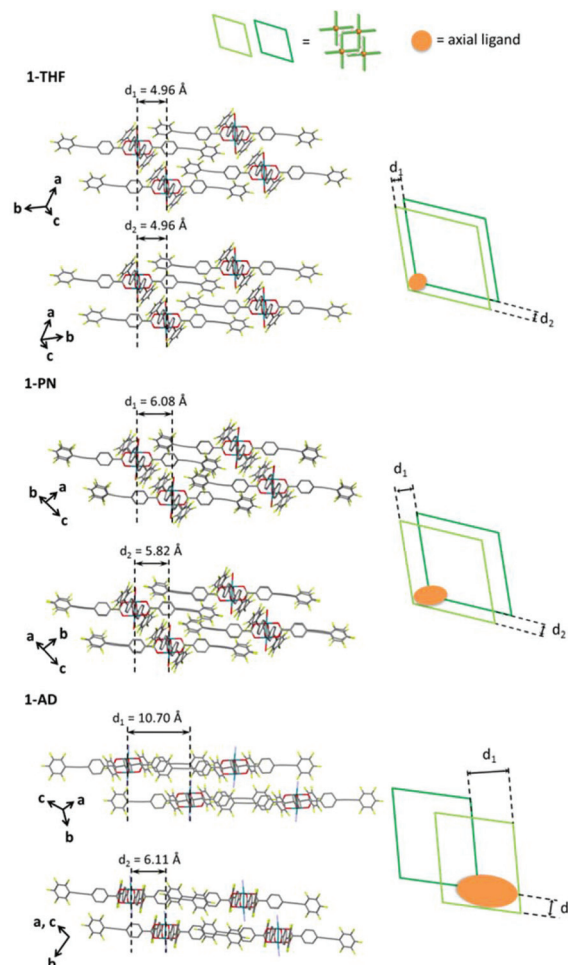 =
= axial ligand
1-THF
d₁ = 4.96 Å
a
b
c
d₁
d₂ = 4.96 Å
a
b
c
d₂
1-PN
d₁ = 6.08 Å
b
a
c
d₁
d₂ = 5.82 Å
a
b
c
d₂
1-AD
d₁ = 10.70 Å
c
a
b
d₁
d₂ = 6.11 Å
a, c
b
d